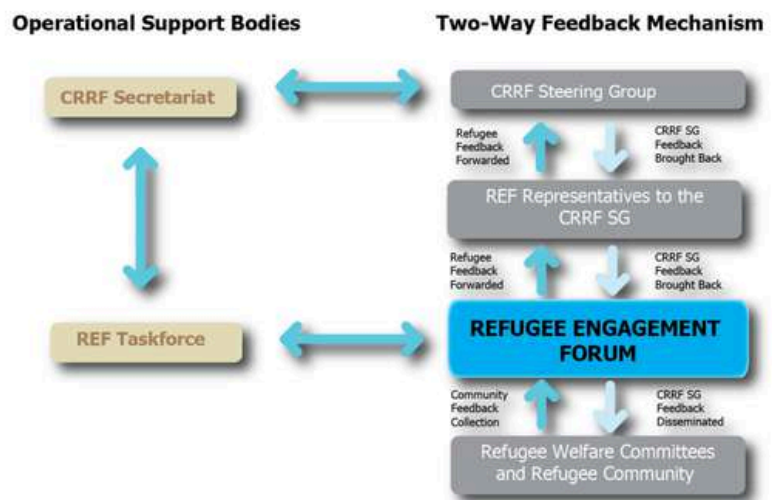 Operational Support Bodies
Two-Way Feedback Mechanism
CRRF Secretariat
CRRF Steering Group
Refugee
Feedback
Forwarded
CRRF SG
Feedback
Brought Back
REF Representatives to the
CRRF SG
Refugee
Feedback
Forwarded
CRRF SG
Feedback
Brought Back
REF Taskforce
REFUGEE ENGAGEMENT
FORUM
Community
Feedback
Collection
CRRF SG
Feedback
Disseminated
Refugee Welfare Committees
and Refugee Community